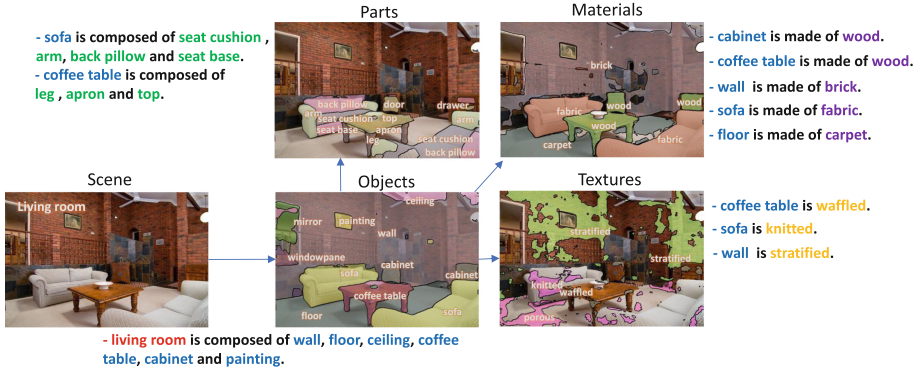 Parts
Materials
- sofa is composed of seat cushion ,
arm, back pillow and seat base.
- coffee table is composed of
leg , apron and top.
back pillow
door
drawer
arm
seat cushion
top
arm
seat base
apron
leg
seat cushion
back pillow
brick
fabric
wood
wood
wood
carpet
fabric
- cabinet is made of wood.
- coffee table is made of wood.
- wall is made of brick.
- sofa is made of fabric.
- floor is made of carpet.
Scene
Objects
Textures
Living room
ceiling
mirror
painting
wall
windowpane
cabinet
sofa
cabinet
coffee table
floor
sofa
stratified
stratified
knitted
waffled
porous
- coffee table is waffled.
- sofa is knitted.
- wall is stratified.
- living room is composed of wall, floor, ceiling, coffee
table, cabinet and painting.